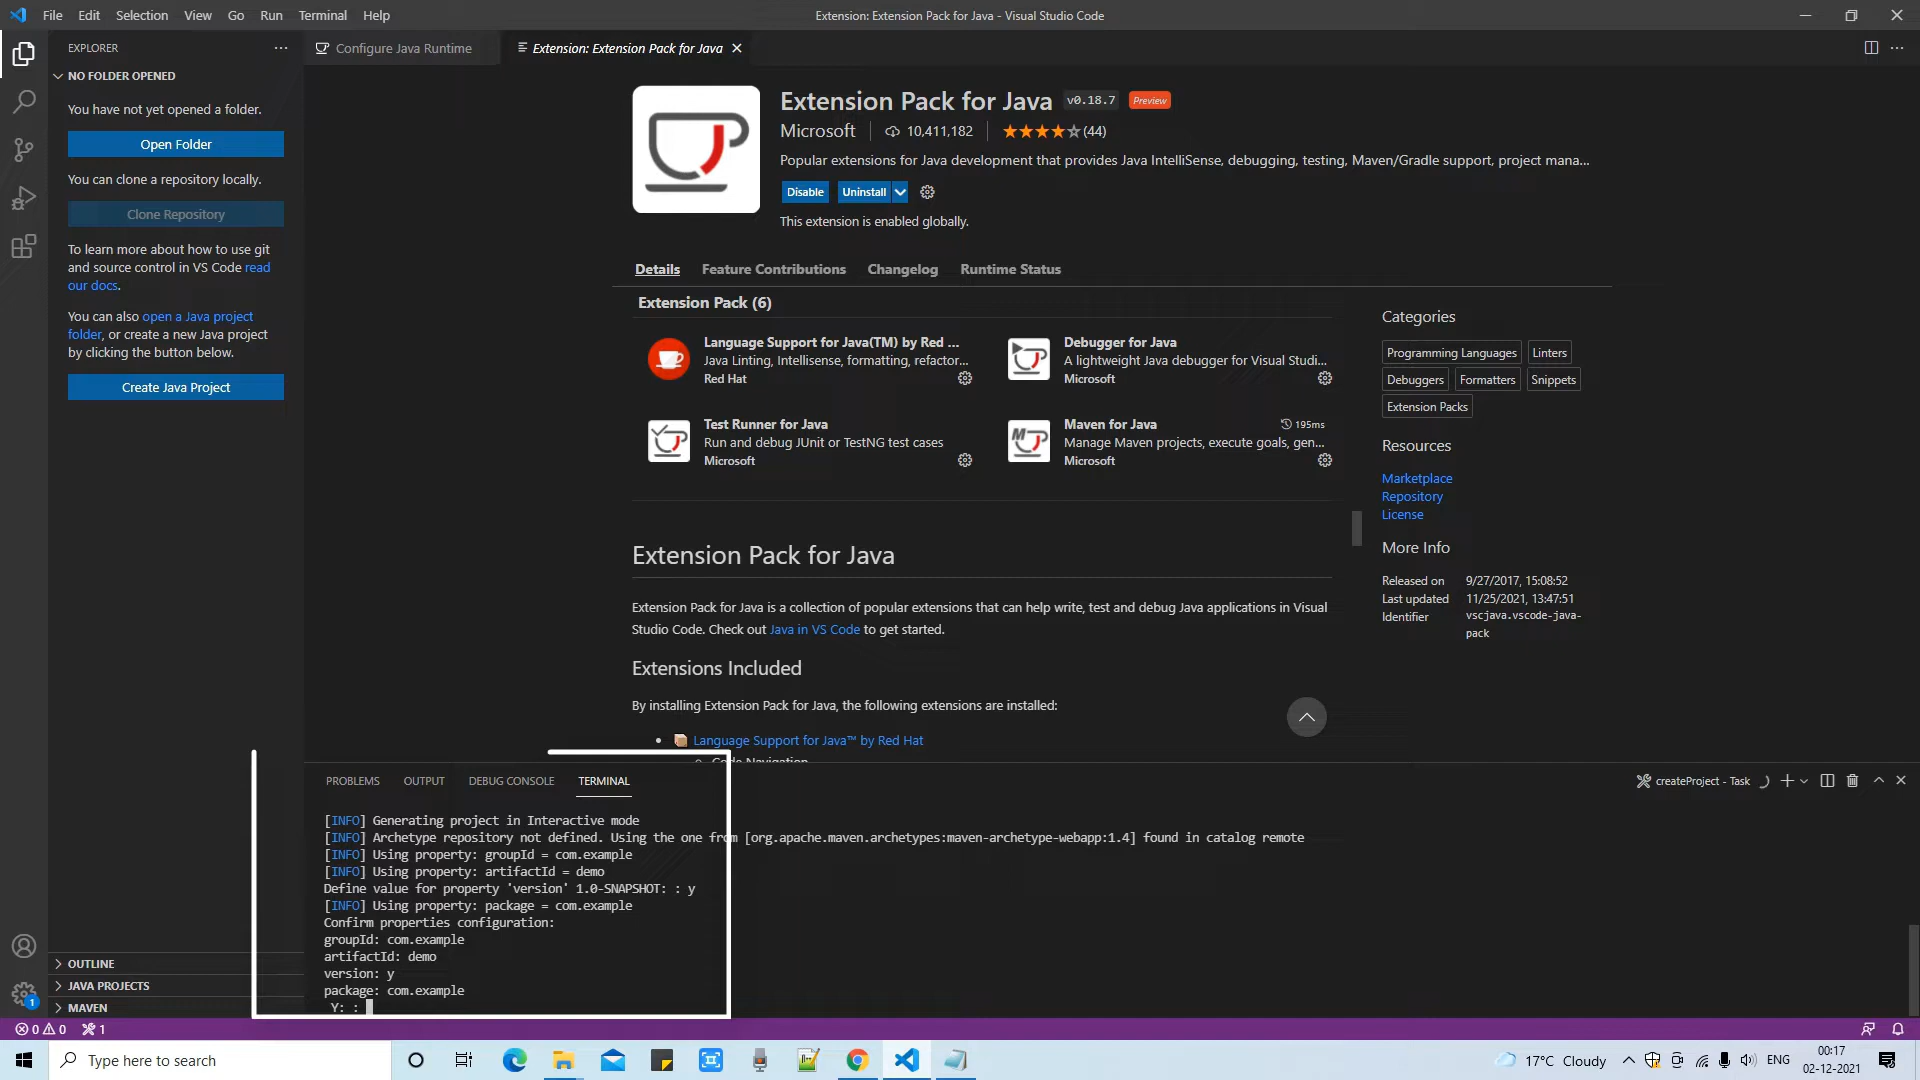 File Edit Selection View Go Run Terminal Help
Extension: Extension Pack for Java - Visual Studio Code
EXPLORER
Configure Java Runtime
Extension: Extension Pack for Java
NO FOLDER OPENED
You have not yet opened a folder.
Open Folder
You can clone a repository locally.
Clone Repository
To learn more about how to use git
and source control in VS Code read
our docs.
You can also open a Java project
folder, or create a new Java project
by clicking the button below.
Create Java Project
OUTLINE
JAVA PROJECTS
MAVEN
Extension Pack for Java v0.18.7 Preview
Microsoft 10,411,182 (44)
Popular extensions for Java development that provides Java IntelliSense, debugging, testing, Maven/Gradle support, project mana...
Disable Uninstall
This extension is enabled globally.
Details Feature Contributions Changelog Runtime Status
Extension Pack (6)
Language Support for Java(TM) by Red ...
Java Linting, Intellisense, formatting, refactor...
Red Hat
Debugger for Java
A lightweight Java debugger for Visual Studi...
Microsoft
Test Runner for Java
Run and debug JUnit or TestNG test cases
Microsoft
Maven for Java 195ms
Manage Maven projects, execute goals, gen...
Microsoft
Extension Pack for Java
Extension Pack for Java is a collection of popular extensions that can help write, test and debug Java applications in Visual
Studio Code. Check out Java in VS Code to get started.
Extensions Included
By installing Extension Pack for Java, the following extensions are installed:
Language Support for Java™ by Red Hat
Code Navigation
Categories
Programming Languages Linters
Debuggers Formatters Snippets
Extension Packs
Resources
Marketplace
Repository
License
More Info
Released on 9/27/2017, 15:08:52
Last updated 11/25/2021, 13:47:51
Identifier vscjava.vscode-java-
pack
PROBLEMS OUTPUT DEBUG CONSOLE TERMINAL
createProject - Task
[INFO] Generating project in Interactive mode
[INFO] Archetype repository not defined. Using the one from [org.apache.maven.archetypes:maven-archetype-webapp:1.4] found in catalog remote
[INFO] Using property: groupId = com.example
[INFO] Using property: artifactId = demo
Define value for property 'version' 1.0-SNAPSHOT: : y
[INFO] Using property: package = com.example
Confirm properties configuration:
groupId: com.example
artifactId: demo
version: y
package: com.example
Y: :
1
0 0 1
Type here to search
17°C Cloudy
ENG
00:17
02-12-2021